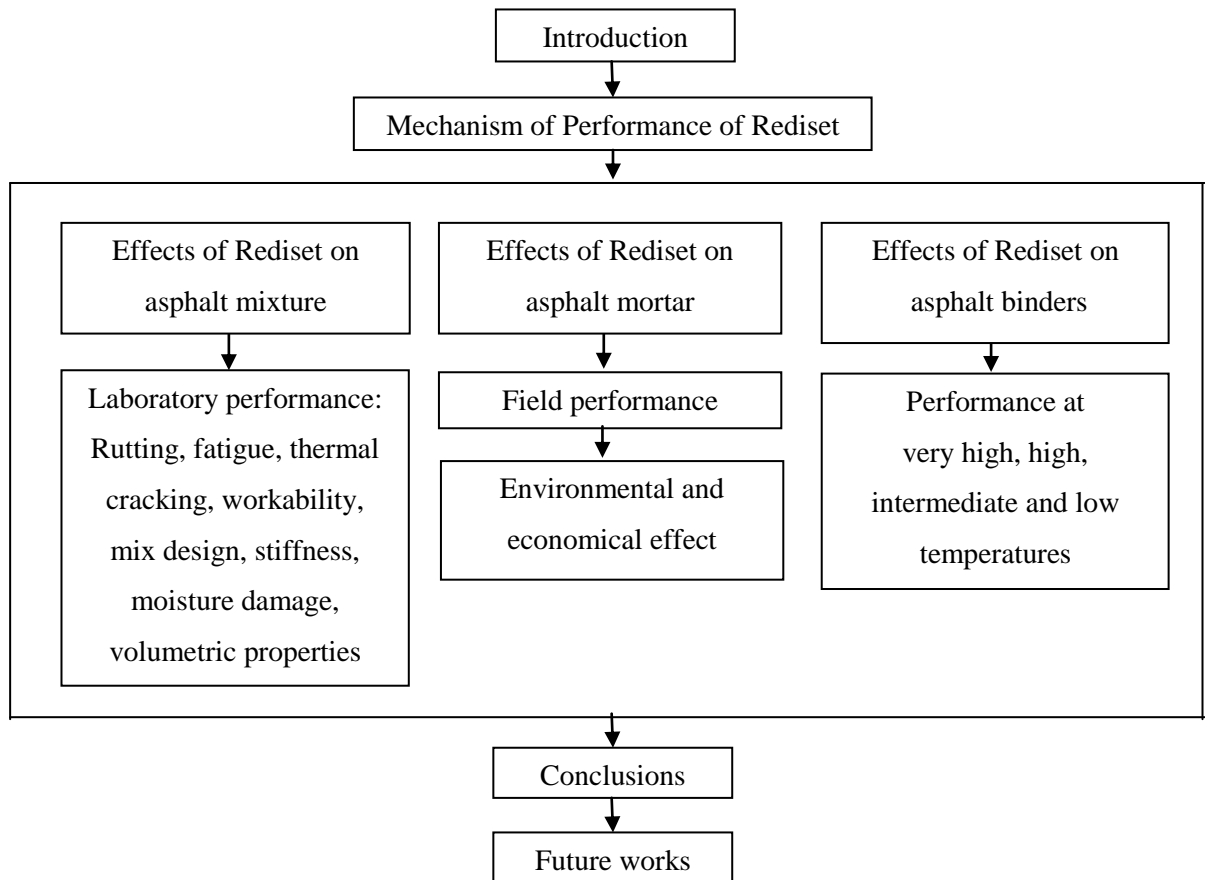 Introduction
Mechanism of Performance of Rediset
Effects of Rediset on
asphalt mixture
Laboratory performance:
Rutting, fatigue, thermal
cracking, workability,
mix design, stiffness,
moisture damage,
volumetric properties
Effects of Rediset on
asphalt mortar
Field performance
Environmental and
economical effect
Effects of Rediset on
asphalt binders
Performance at
very high, high,
intermediate and low
temperatures
Conclusions
Future works